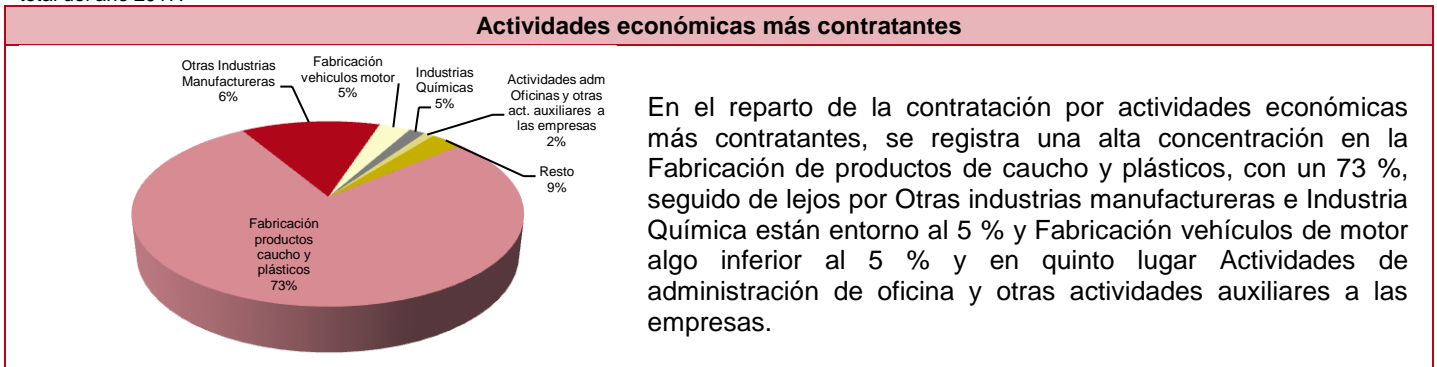 total del año 2017.
Actividades económicas más contratantes
Otras Industrias
Manufactureras
6%
Fabricación
vehiculos motor
5%
Industrias
Químicas
5%
Actividades adm
Oficinas y otras
act. auxiliares a
las empresas
2%
Resto
9%
Fabricación
productos
caucho y
plásticos
73%
En el reparto de la contratación por actividades económicas
más contratantes, se registra una alta concentración en la
Fabricación de productos de caucho y plásticos, con un 73 %,
seguido de lejos por Otras industrias manufactureras e Industria
Química están entorno al 5 % y Fabricación vehículos de motor
algo inferior al 5 % y en quinto lugar Actividades de
administración de oficina y otras actividades auxiliares a las
empresas.